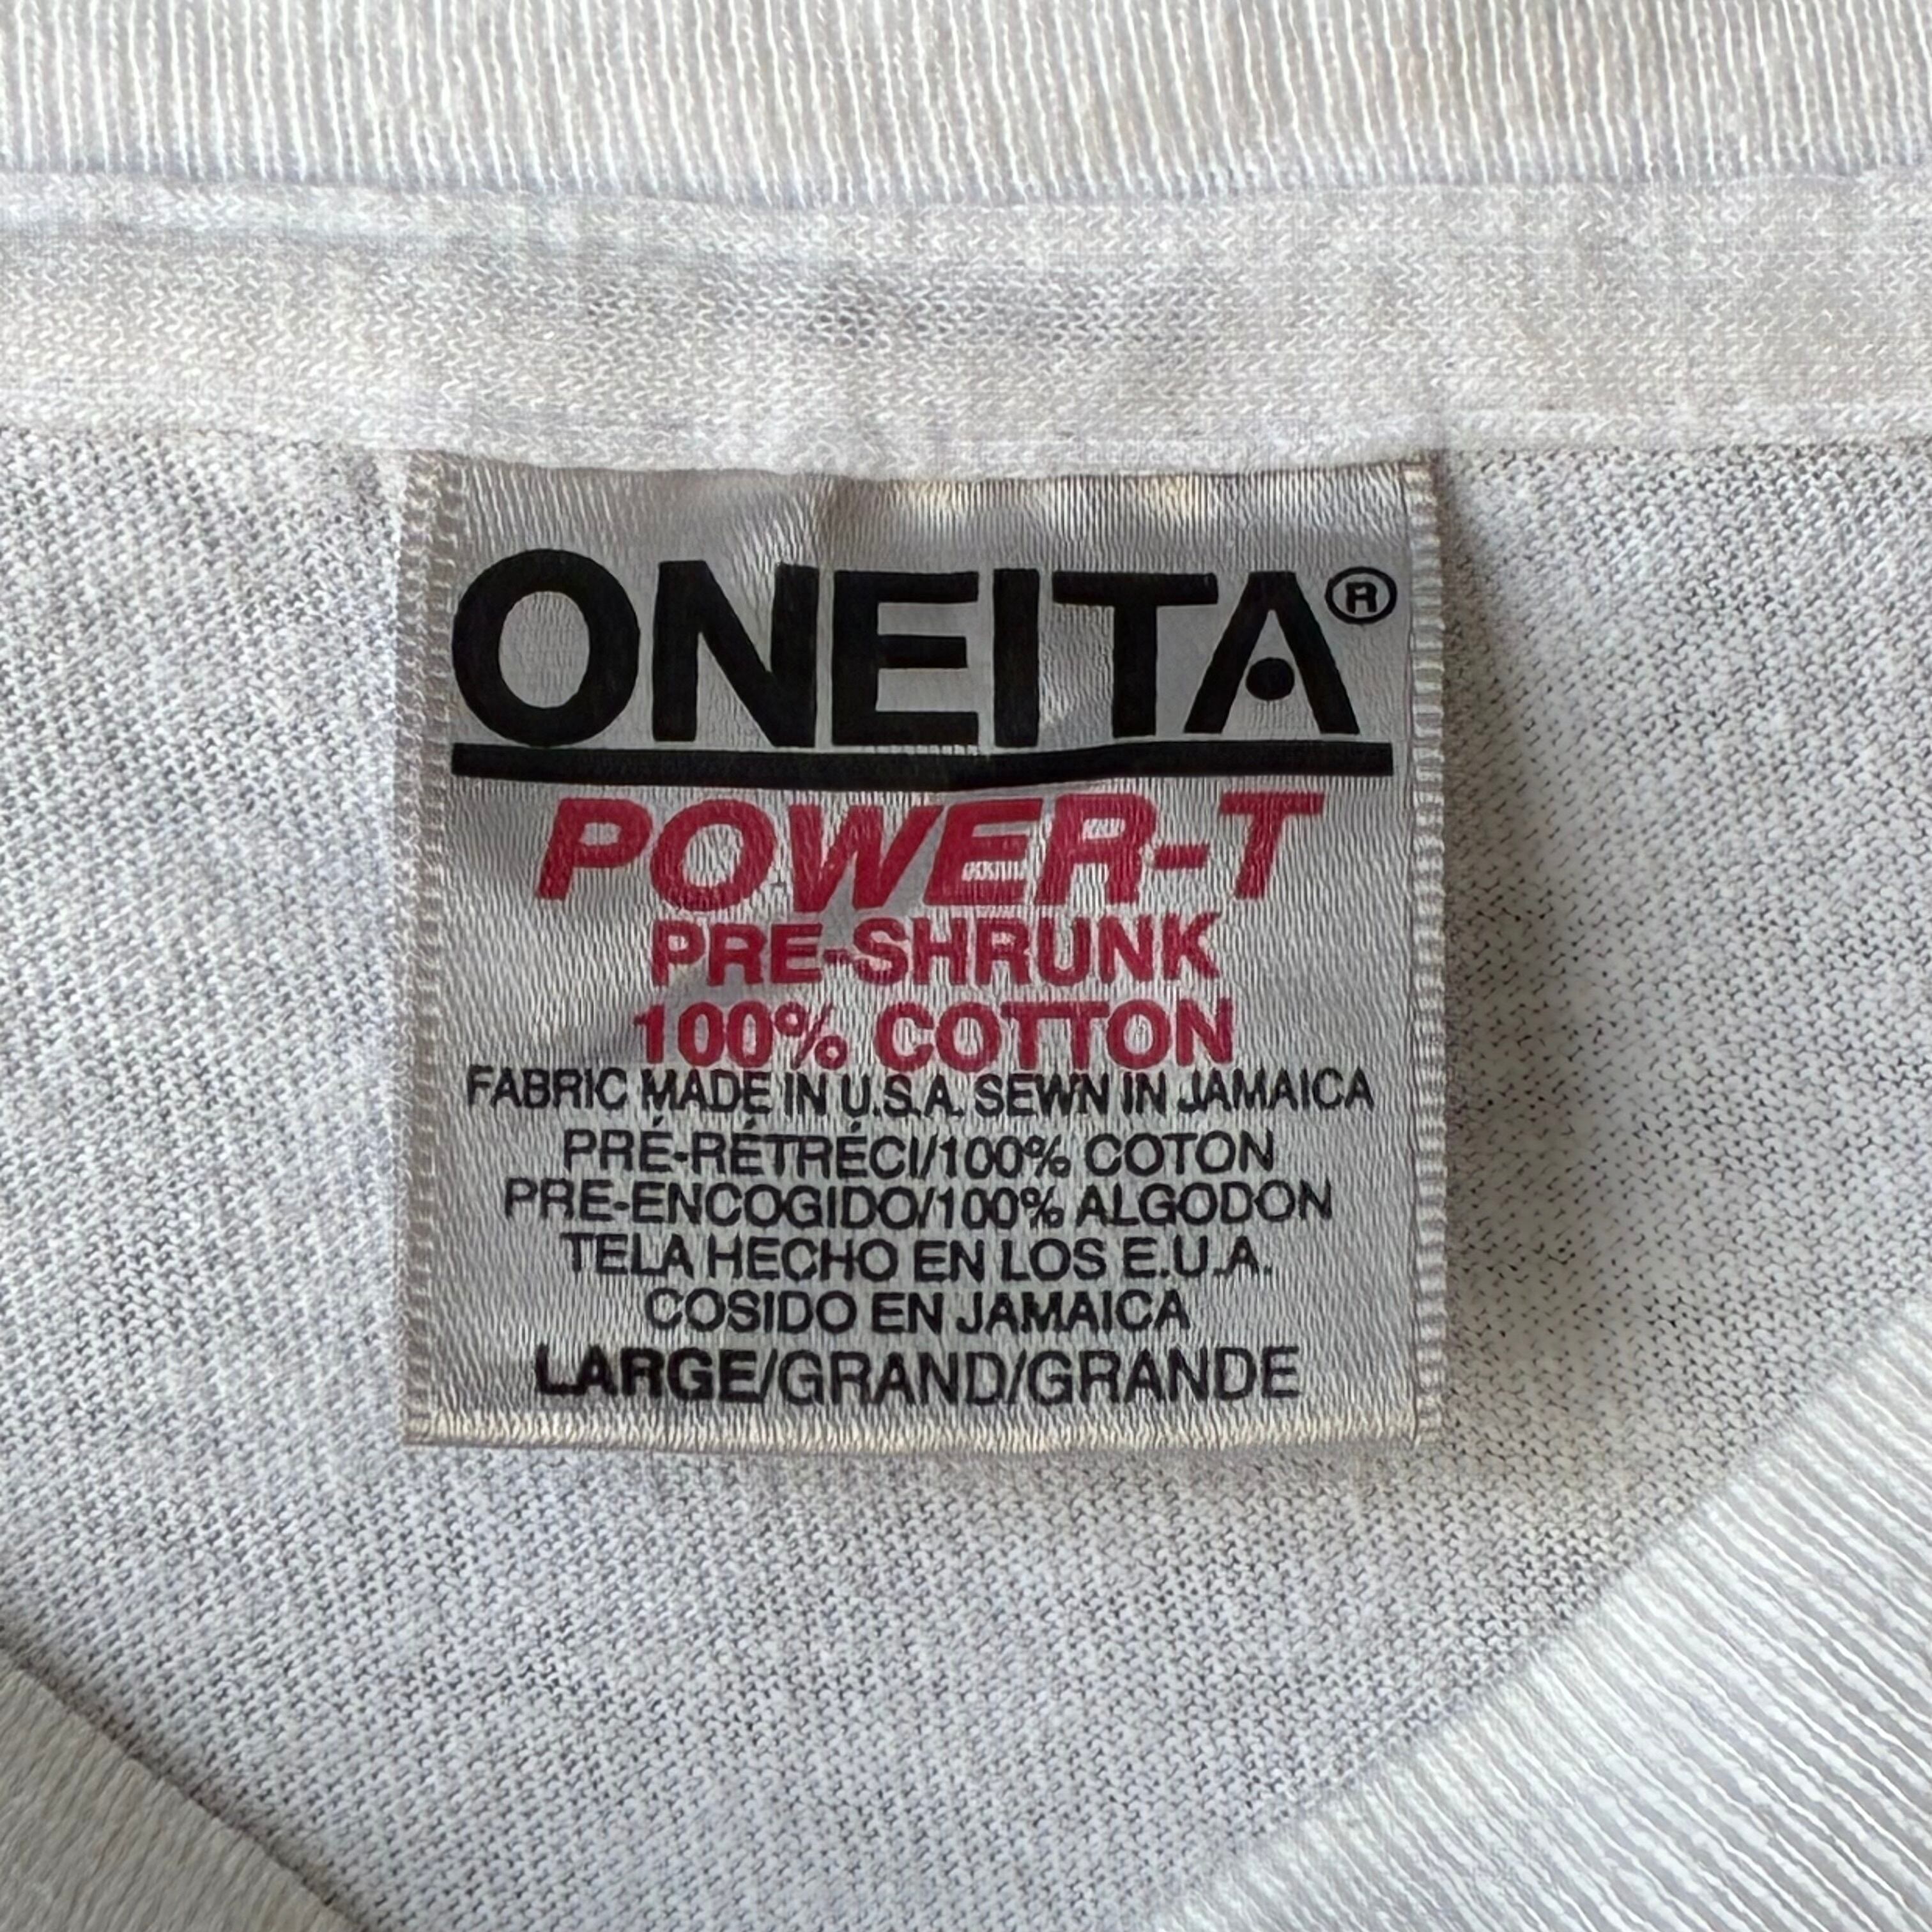 ONEITA®
POWER-T
PRE-SHRUNK
100% COTTON
FABRIC MADE IN U.S.A. SEWN IN JAMAICA
PRÉ-RÉTRÉCI/100% COTON
PRE-ENCOGIDO/100% ALGODON
TELA HECHO EN LOS E.U.A.
COSIDO EN JAMAICA
LARGE/GRAND/GRANDE